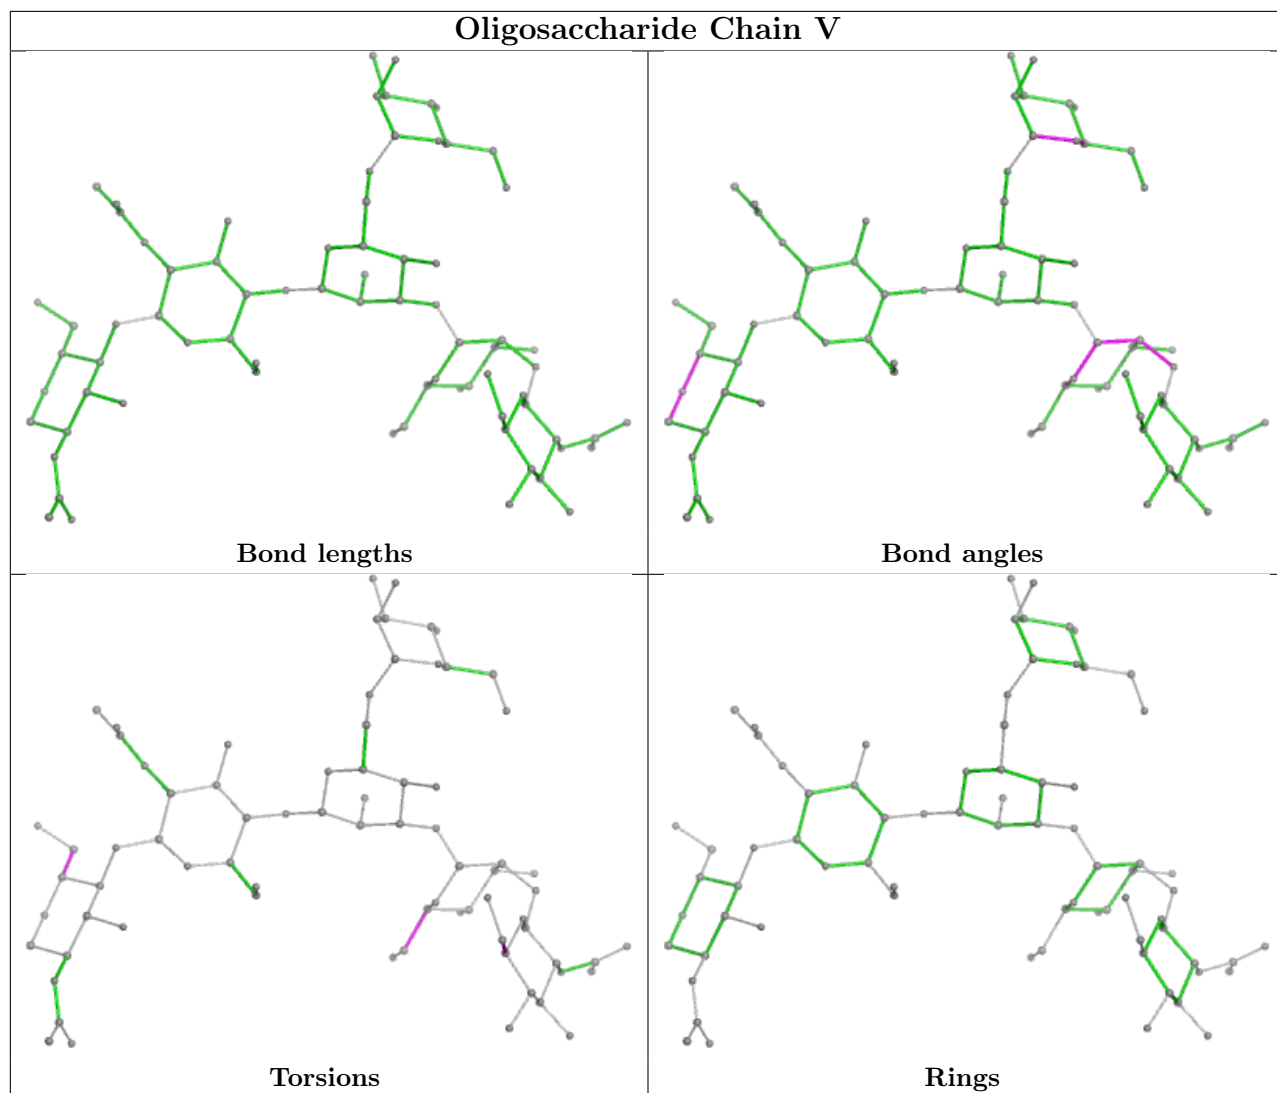 Oligosaccharide Chain V
Bond lengths
Bond angles
Torsions
Rings